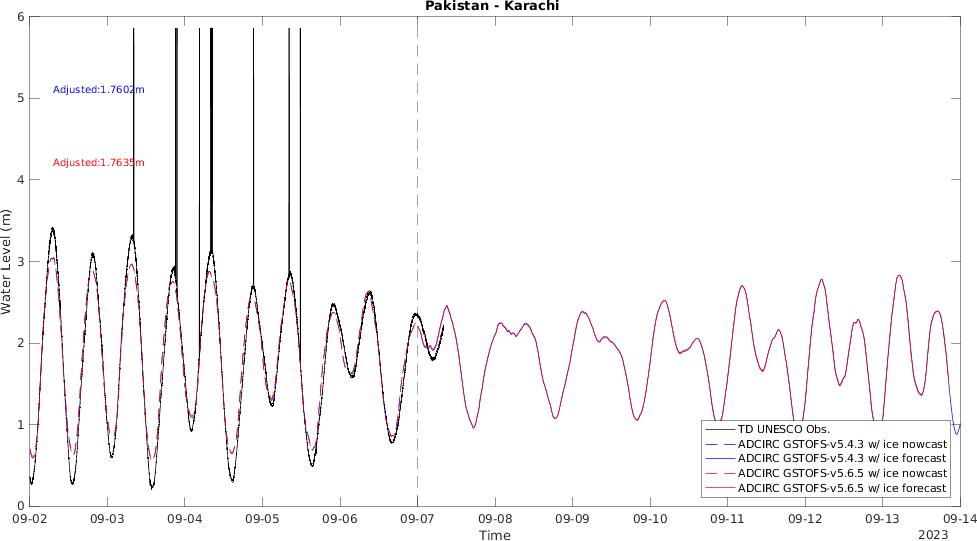 Pakistan - Karachi
6
5
4
3
2
1
0
Water Level (m)
Adjusted:1.7602m
Adjusted:1.7635m
TD UNESCO Obs.
ADCIRC GSTOFS-v5.4.3 w/ ice nowcast
ADCIRC GSTOFS-v5.4.3 w/ ice forecast
ADCIRC GSTOFS-v5.6.5 w/ ice nowcast
ADCIRC GSTOFS-v5.6.5 w/ ice forecast
09-02 09-03 09-04 09-05 09-06 09-07 09-08 09-09 09-10 09-11 09-12 09-13 09-14
Time
2023